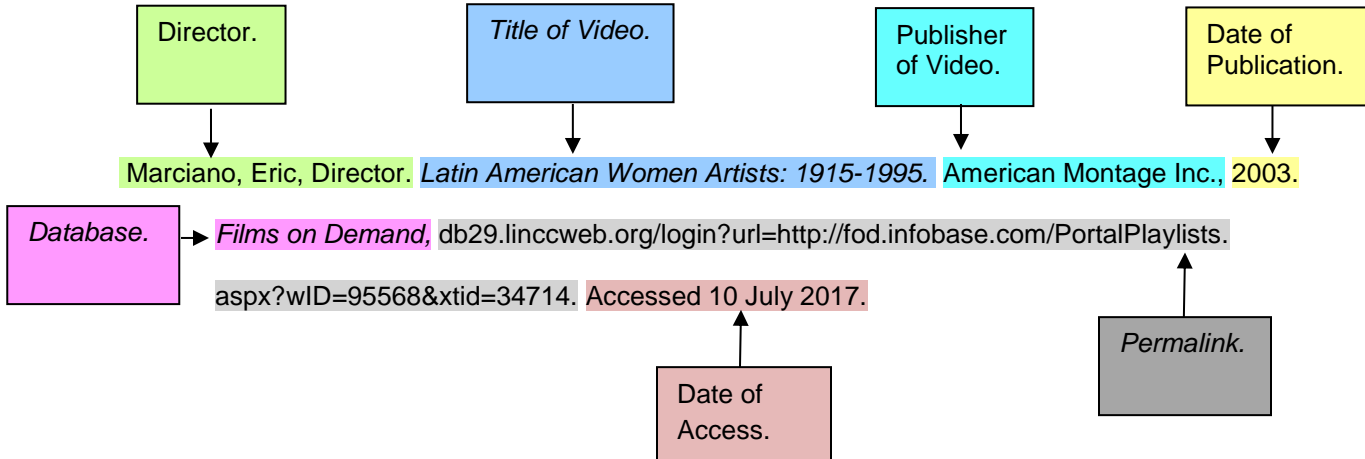 Director.
Title of Video.
Publisher
of Video.
Date of
Publication.
Marciano, Eric, Director. Latin American Women Artists: 1915-1995. American Montage Inc., 2003.
Database.
Films on Demand, db29.linccweb.org/login?url=http://fod.infobase.com/PortalPlaylists.
aspx?wID=95568&xtid=34714. Accessed 10 July 2017.
Permalink.
Date of
Access.